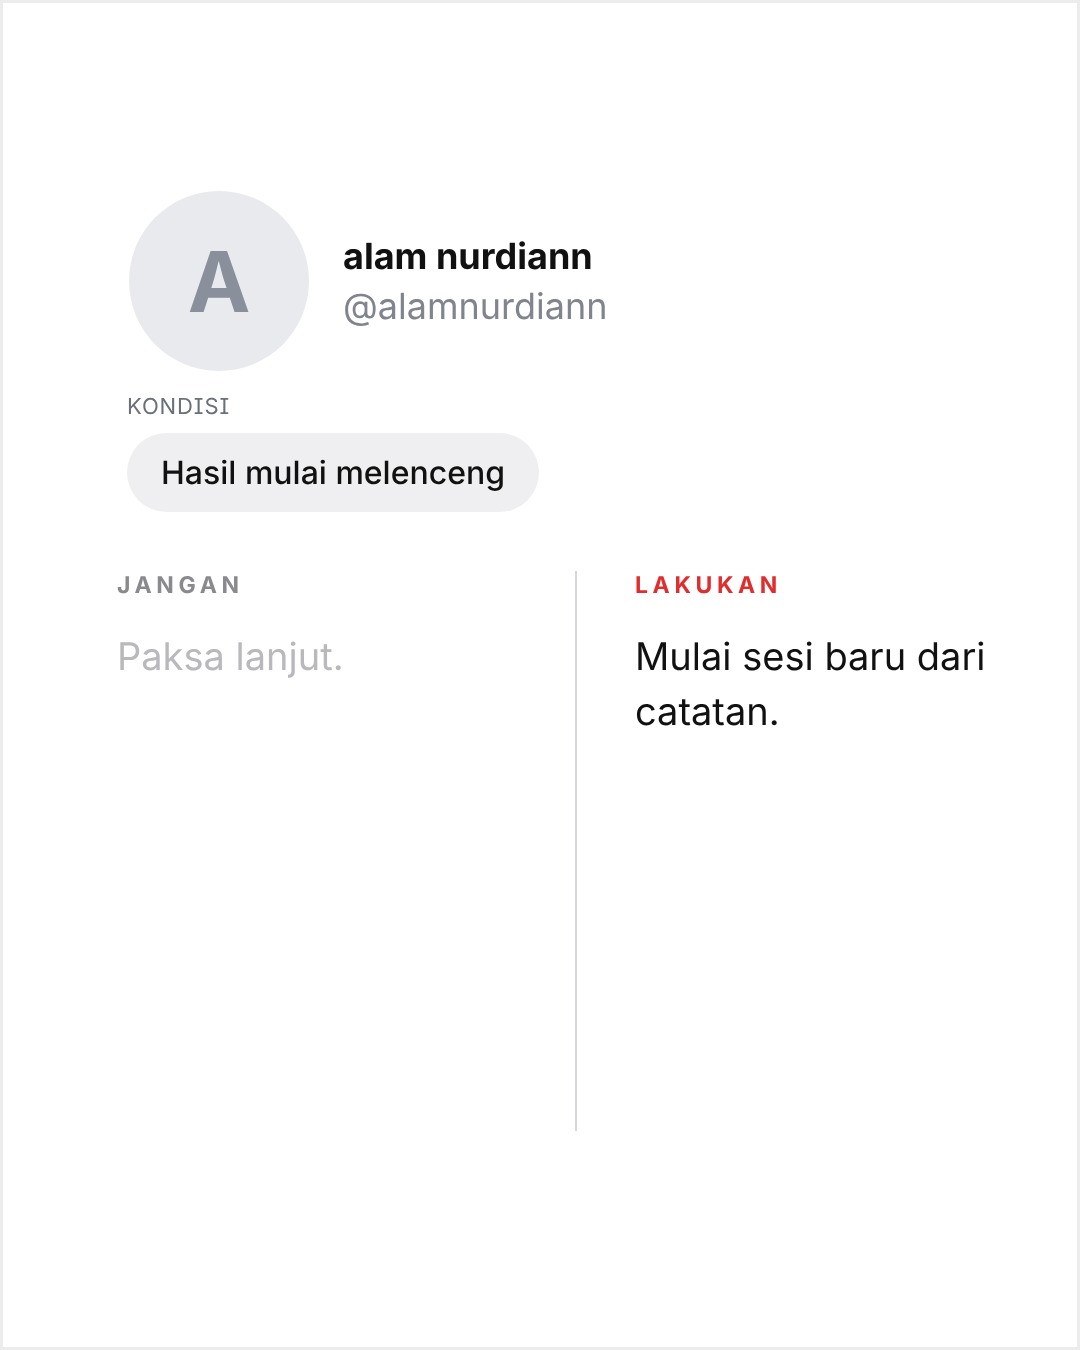 A
alam nurdiann
@alamnurdiann
KONDISI
Hasil mulai melenceng
JANGAN
Paksa lanjut.
LAKUKAN
Mulai sesi baru dari
catatan.